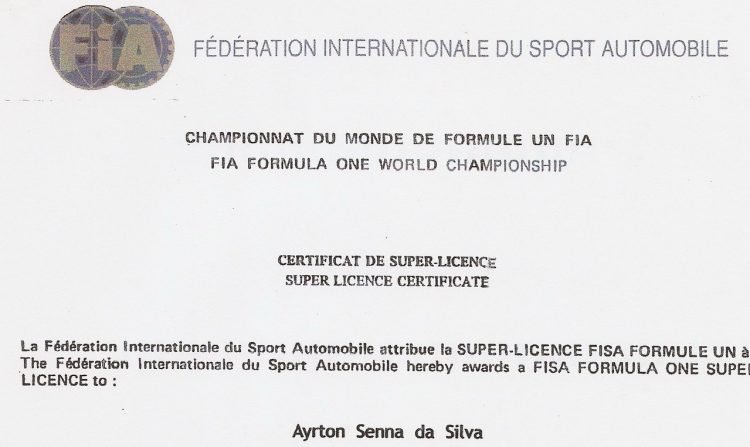 FiA
FÉDÉRATION INTERNATIONALE DU SPORT AUTOMOBILE
CHAMPIONNAT DU MONDE DE FORMULE UN FIA
FIA FORMULA ONE WORLD CHAMPIONSHIP
CERTIFICAT DE SUPER-LICENCE
SUPER LICENCE CERTIFICATE
La Fédération Internationale du Sport Automobile attribue la SUPER-LICENCE FISA FORMULE UN à
The Fédération Internationale du Sport Automobile hereby awards a FISA FORMULA ONE SUPER
LICENCE to :
Ayrton Senna da Silva